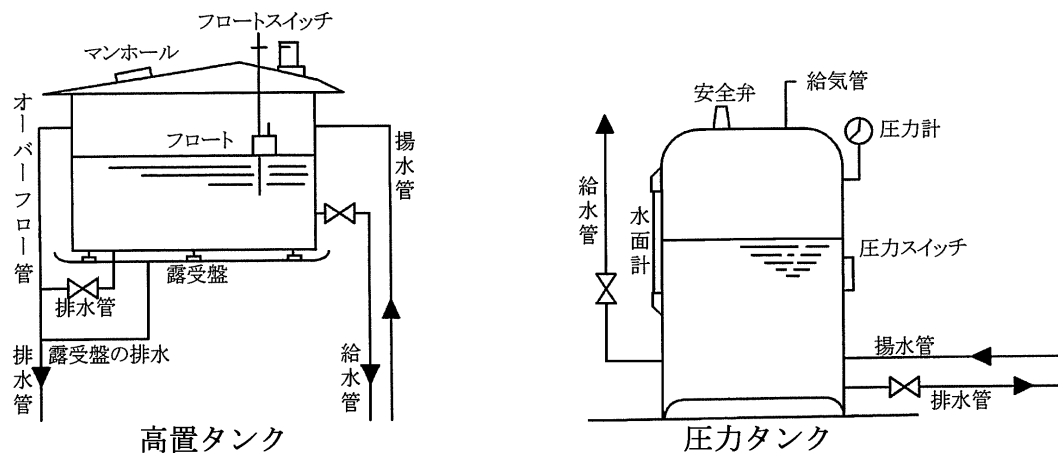 フロートスイッチ
マンホール
オーバーフロー管
フロート
揚水管
露受盤
排水管
露受盤の排水
排水管
給水管
高置タンク
安全弁
給気管
圧力計
給水管
水面計
圧力スイッチ
揚水管
排水管
圧力タンク